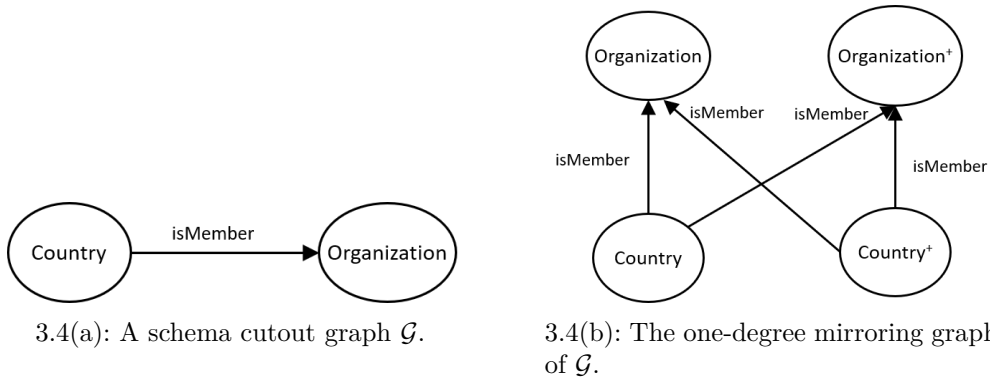 Organization
Organization⁺
isMember
isMember
isMember
isMember
Country
isMember
Organization
Country
Country⁺
3.4(a): A schema cutout graph 𝒢.
3.4(b): The one-degree mirroring graph
of 𝒢.